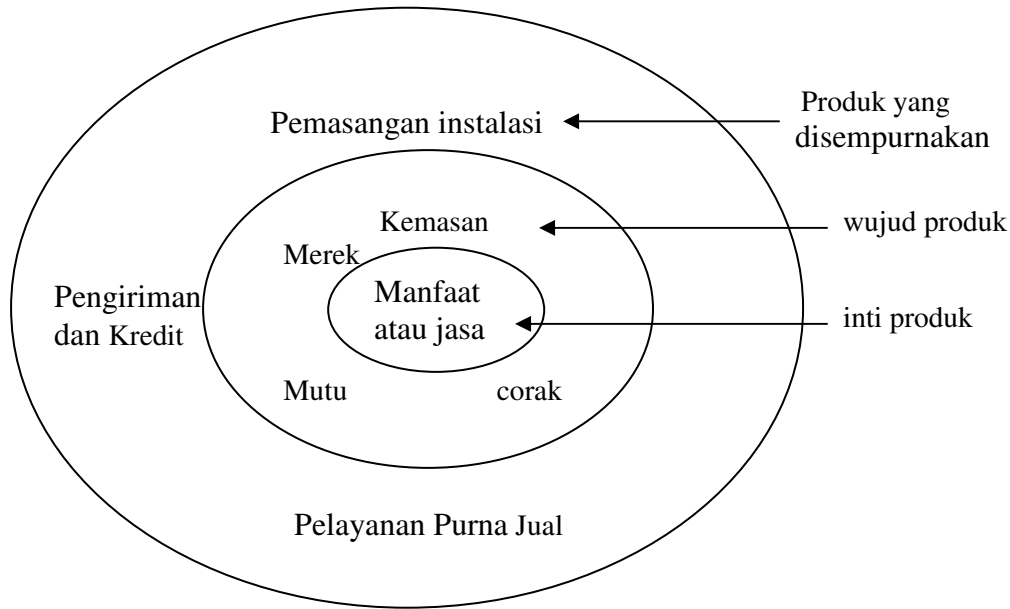 Produk yang
disempurnakan
Pemasangan instalasi
Kemasan
wujud produk
Merek
Manfaat
atau jasa
inti produk
Pengiriman
dan Kredit
Mutu
corak
Pelayanan Purna Jual